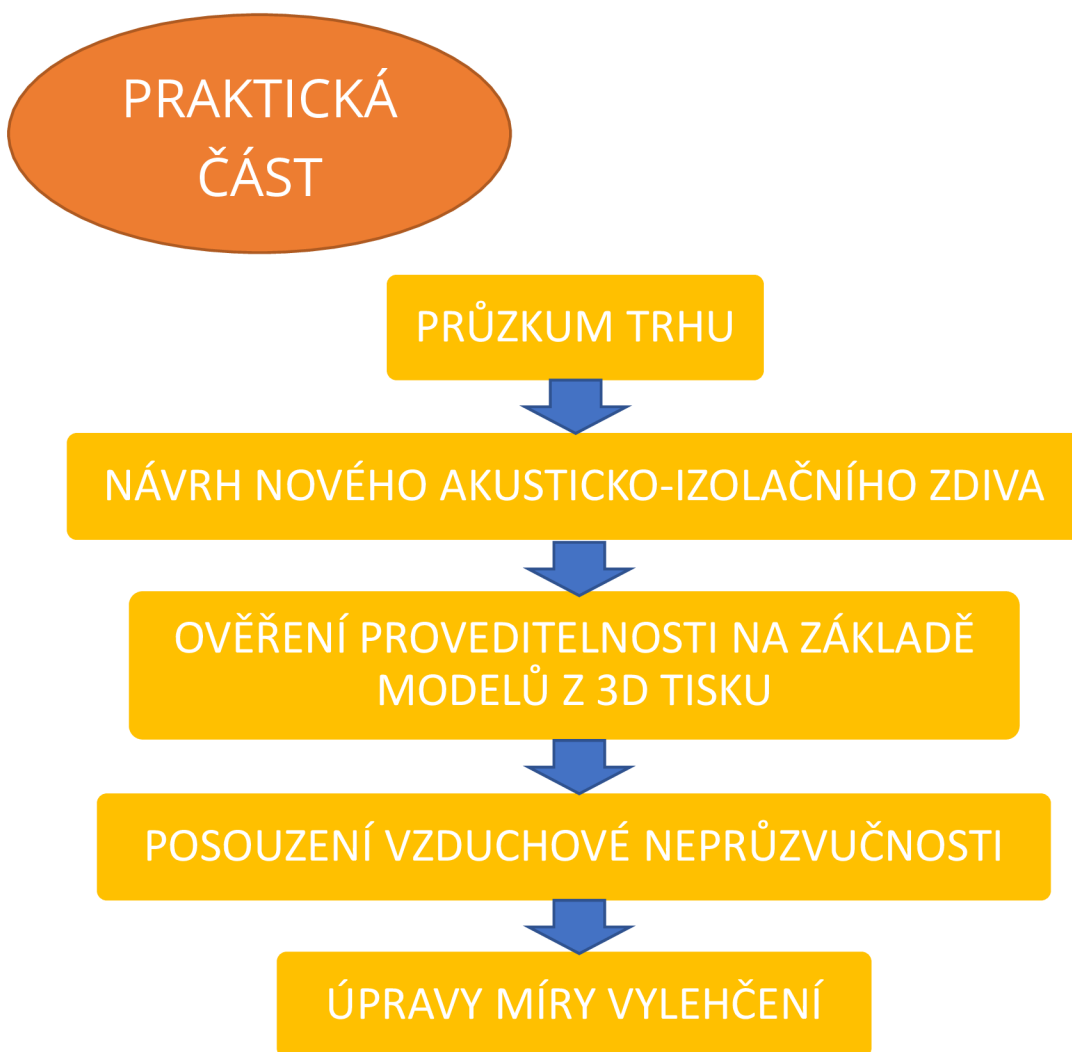 PRAKTICKÁ
ČÁST
PRŮZKUM TRHU
NÁVRH NOVÉHO AKUSTICKO-IZOLAČNÍHO ZDIVA
OVĚŘENÍ PROVEDITELNOSTI NA ZÁKLADĚ
MODELŮ Z 3D TISKU
POSOUZENÍ VZDUCHOVÉ NEPRŮZVUČNOSTI
ÚPRAVY MÍRY VYLEHČENÍ